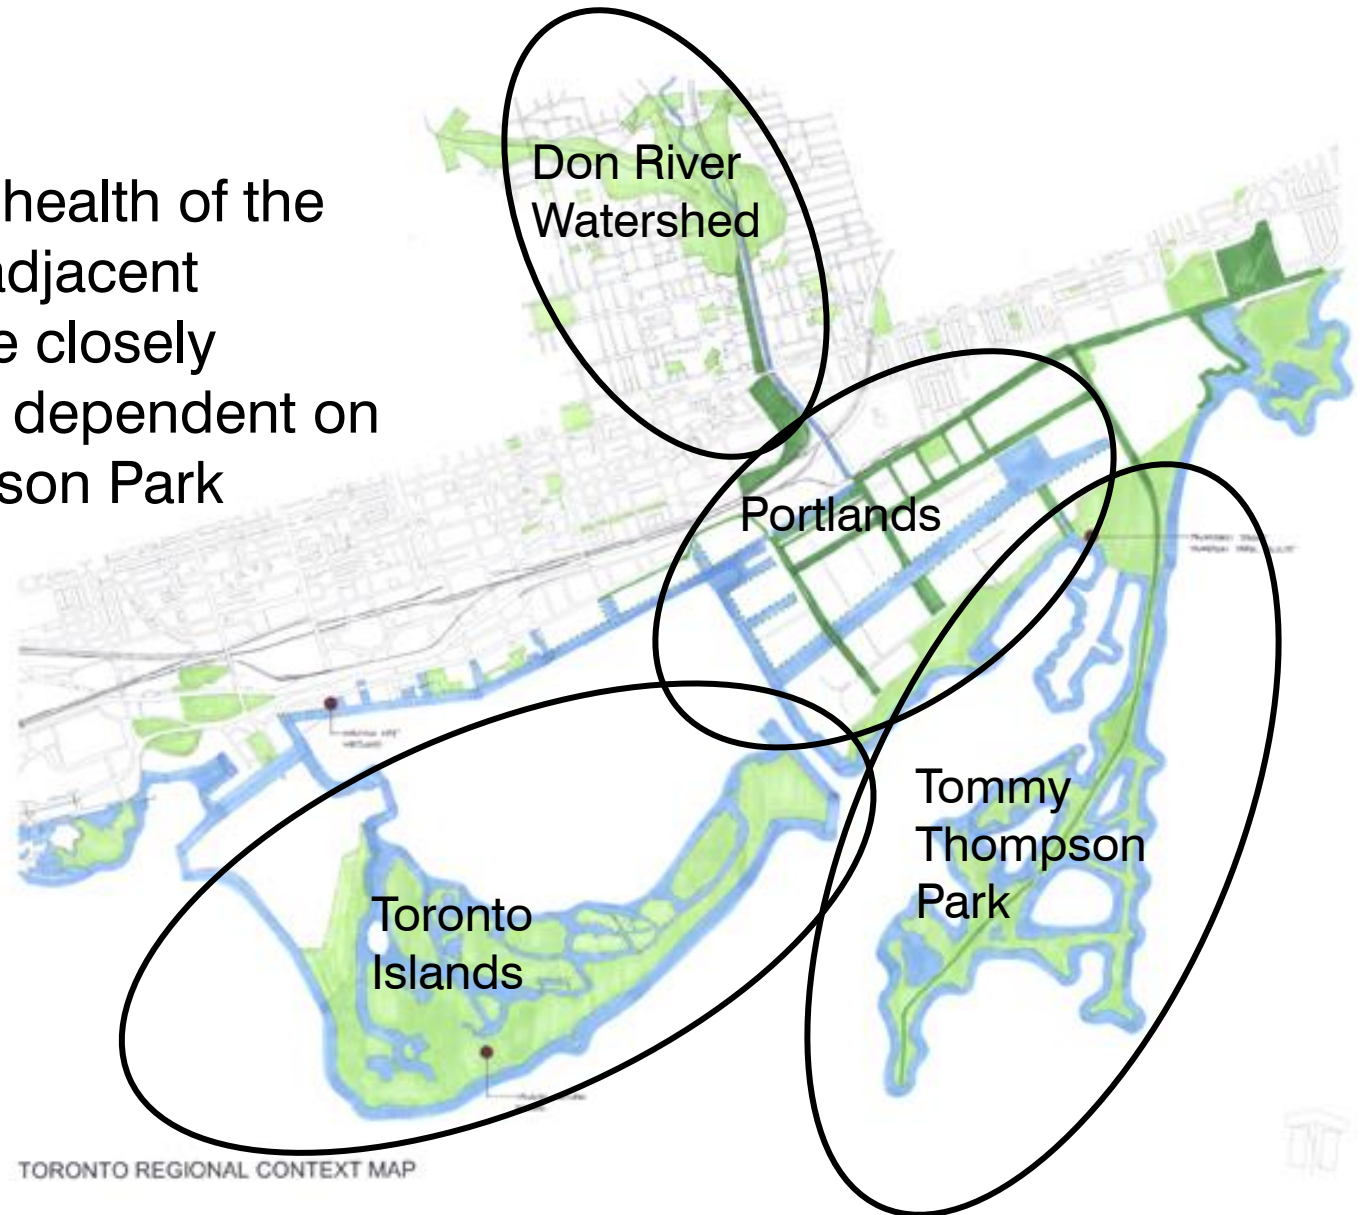 health of the
adjacent
e closely
dependent on
son Park
Don River
Watershed
Portlands
Tommy
Thompson
Park
Toronto
Islands
TORONTO REGIONAL CONTEXT MAP